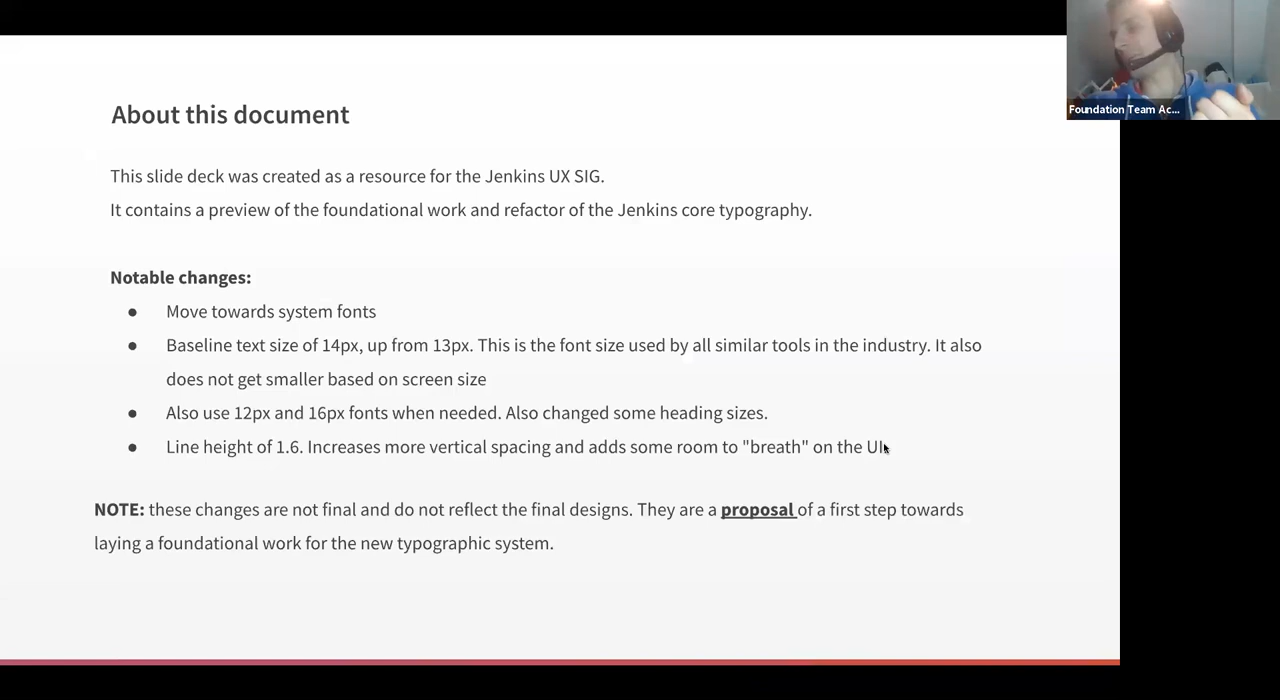 About this document
This slide deck was created as a resource for the Jenkins UX SIG.
It contains a preview of the foundational work and refactor of the Jenkins core typography.
Notable changes:
● Move towards system fonts
● Baseline text size of 14px, up from 13px. This is the font size used by all similar tools in the industry. It also
does not get smaller based on screen size
● Also use 12px and 16px fonts when needed. Also changed some heading sizes.
● Line height of 1.6. Increases more vertical spacing and adds some room to "breath" on the UI
NOTE: these changes are not final and do not reflect the final designs. They are a proposal of a first step towards
laying a foundational work for the new typographic system.
Foundation Team Ac...